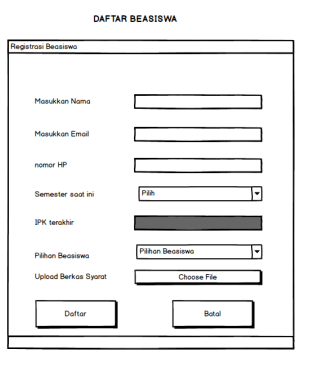 DAFTAR BEASISWA
Registrasi Beasiswa
Masukkan Nama
Masukkan Email
nomor HP
Semester saat ini
Pilih
IPK terakhir
Pilihan Beasiswa
Pilihan Beasiswa
Upload Berkas Syarat
Choose File
Daftar
Batal